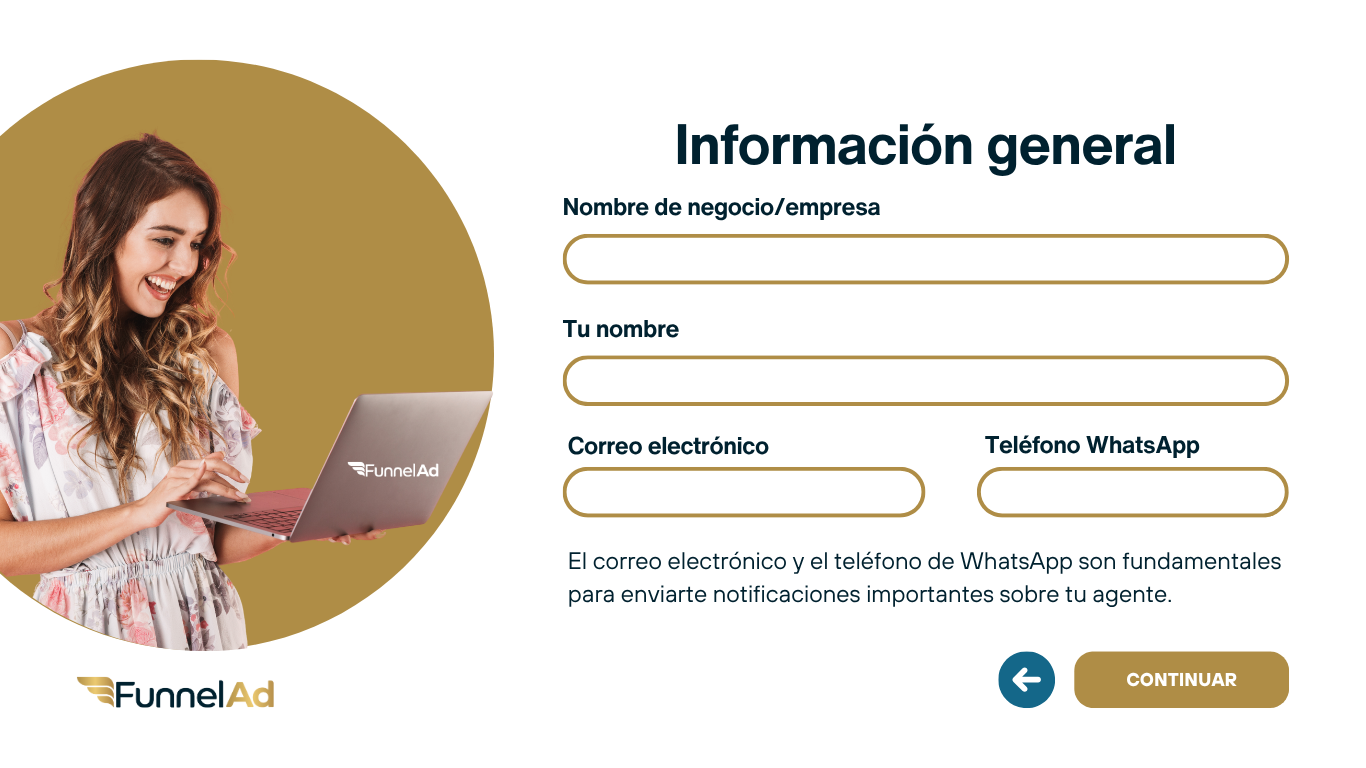 Información general
Nombre de negocio/empresa
Tu nombre
Correo electrónico
Teléfono WhatsApp
El correo electrónico y el teléfono de WhatsApp son fundamentales
para enviarte notificaciones importantes sobre tu agente.
CONTINUAR
FunnelAd
FunnelAd